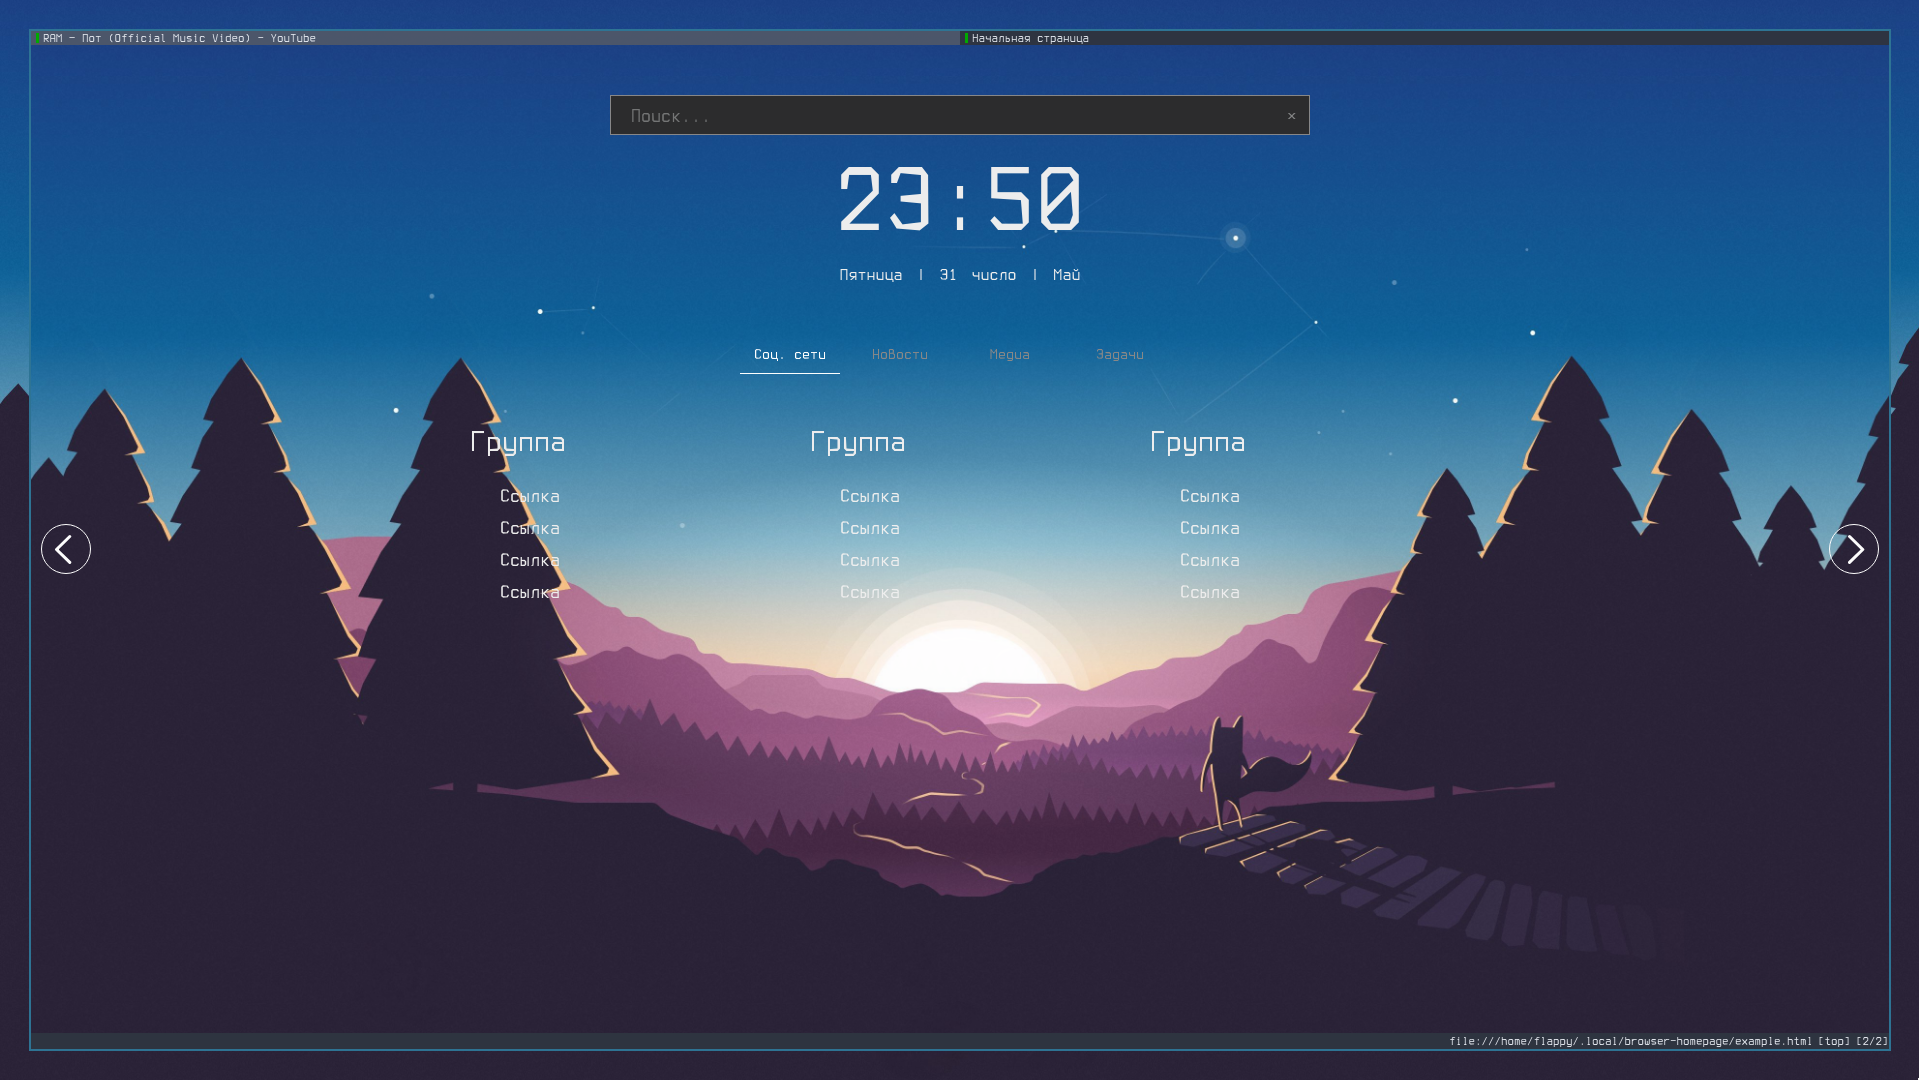 RAM - Пот (Official Music Video) - YouTube
Начальная страница
Поиск...
×
23:50
Пятница | 31 число | Май
Соц. сети Новости Медиа Задачи
Группа Группа Группа
Ссылка Ссылка Ссылка
Ссылка Ссылка Ссылка
Ссылка Ссылка Ссылка
Ссылка Ссылка Ссылка
file:///home/flappy/.local/browser-homepage/example.html [top] [2/2]